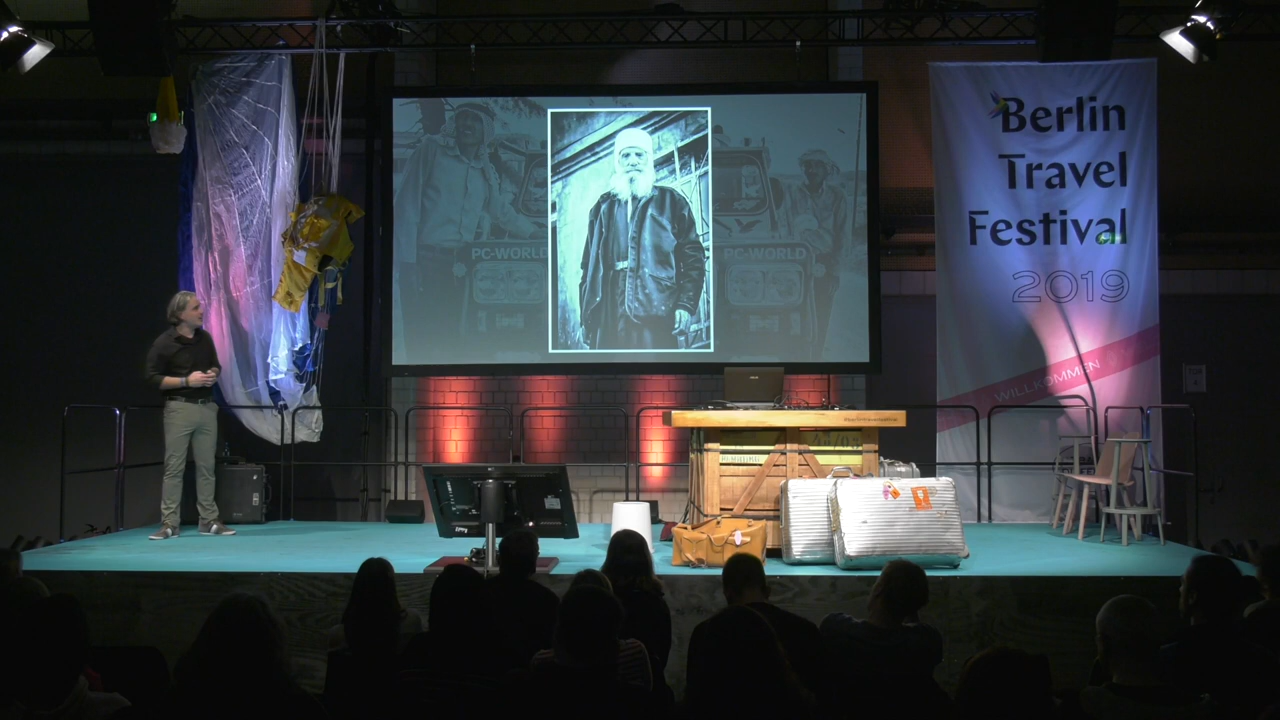 Berlin
Travel
Festival
2019
WILLKOMMEN
PC-WORLD
PC-WORLD